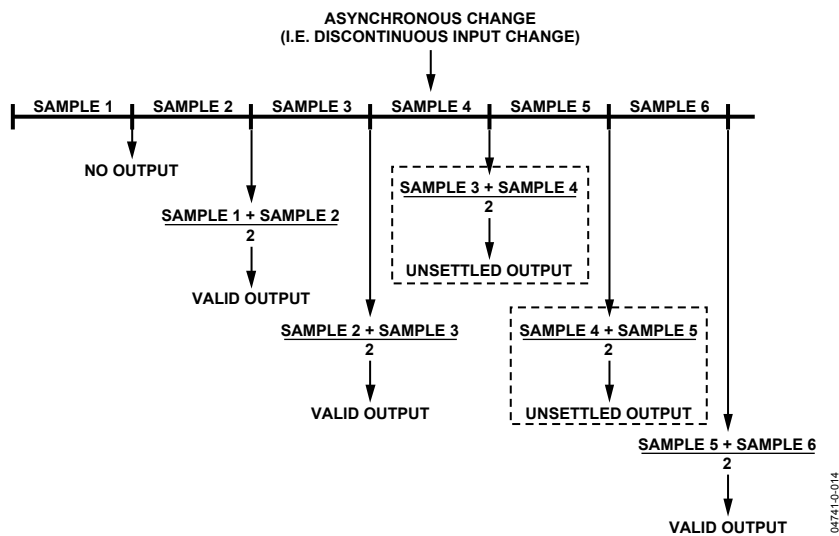 ASYNCHRONOUS CHANGE
(I.E. DISCONTINUOUS INPUT CHANGE)
SAMPLE 1 SAMPLE 2 SAMPLE 3 SAMPLE 4 SAMPLE 5 SAMPLE 6
NO OUTPUT
SAMPLE 1 + SAMPLE 2
2
VALID OUTPUT
SAMPLE 2 + SAMPLE 3
2
VALID OUTPUT
SAMPLE 3 + SAMPLE 4
2
UNSETTLED OUTPUT
SAMPLE 4 + SAMPLE 5
2
UNSETTLED OUTPUT
SAMPLE 5 + SAMPLE 6
2
VALID OUTPUT
04741-0-014